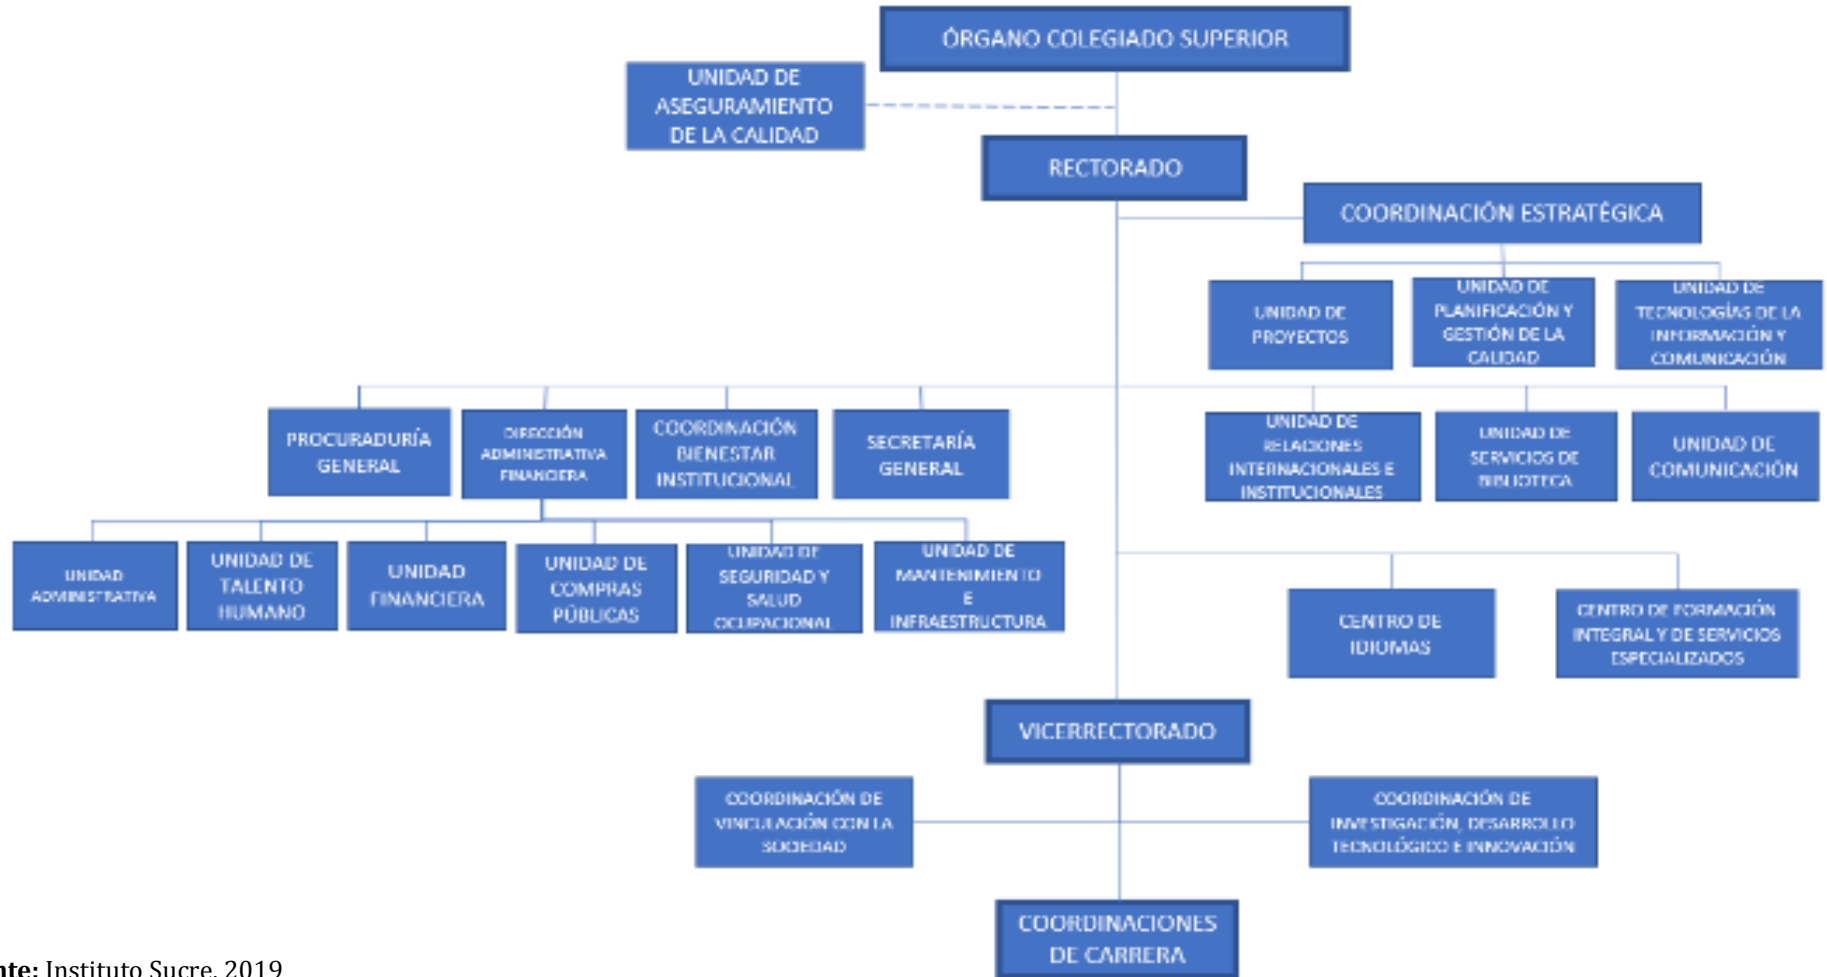 ÓRGANO COLEGIADO SUPERIOR
UNIDAD DE
ASEGURAMIENTO
DE LA CALIDAD
RECTORADO
COORDINACIÓN ESTRATÉGICA
UNIDAD DE
PROYECTOS
UNIDAD DE
PLANIFICACIÓN Y
GESTIÓN DE LA
CALIDAD
UNIDAD DE
TECNOLOGÍAS DE LA
INFORMACIÓN Y
COMUNICACIÓN
PROCURADURÍA
GENERAL
DIRECCIÓN
ADMINISTRATIVA
FINANCIERA
COORDINACIÓN
BIENESTAR
INSTITUCIONAL
SECRETARÍA
GENERAL
UNIDAD DE
RELACIONES
INTERNACIONALES E
INSTITUCIONALES
UNIDAD DE
SERVICIOS DE
BIBLIOTECA
UNIDAD DE
COMUNICACIÓN
UNIDAD
ADMINISTRATIVA
UNIDAD DE
TALENTO
HUMANO
UNIDAD
FINANCIERA
UNIDAD DE
COMPRAS
PÚBLICAS
UNIDAD DE
SEGURIDAD Y
SALUD
OCUPACIONAL
UNIDAD DE
MANTENIMIENTO
E
INFRAESTRUCTURA
CENTRO DE
IDIOMAS
CENTRO DE FORMACIÓN
INTEGRAL Y DE SERVICIOS
ESPECIALIZADOS
VICERRECTORADO
COORDINACIÓN DE
VINCULACIÓN CON LA
SOCIEDAD
COORDINACIÓN DE
INVESTIGACIÓN, DESARROLLO
TECNOLÓGICO E INNOVACIÓN
COORDINACIONES
DE CARRERA
nte: Instituto Sucre, 2019